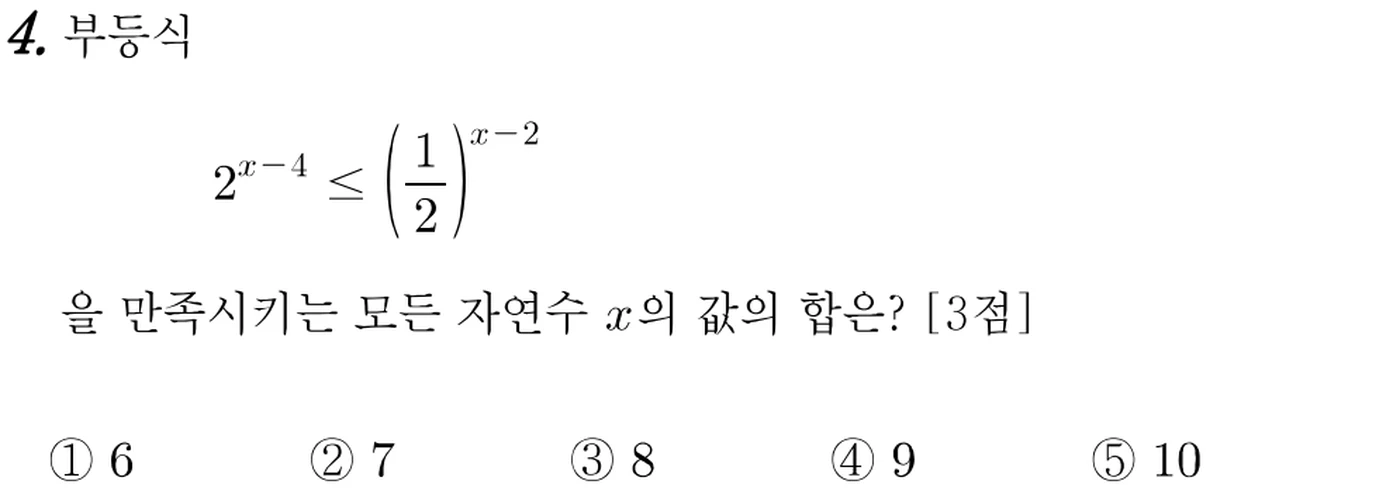 4. 부등식
2^{x-4} ≤ (1/2)^{x-2}
을 만족시키는 모든 자연수 x의 값의 합은? [3점]
① 6 ② 7 ③ 8 ④ 9 ⑤ 10